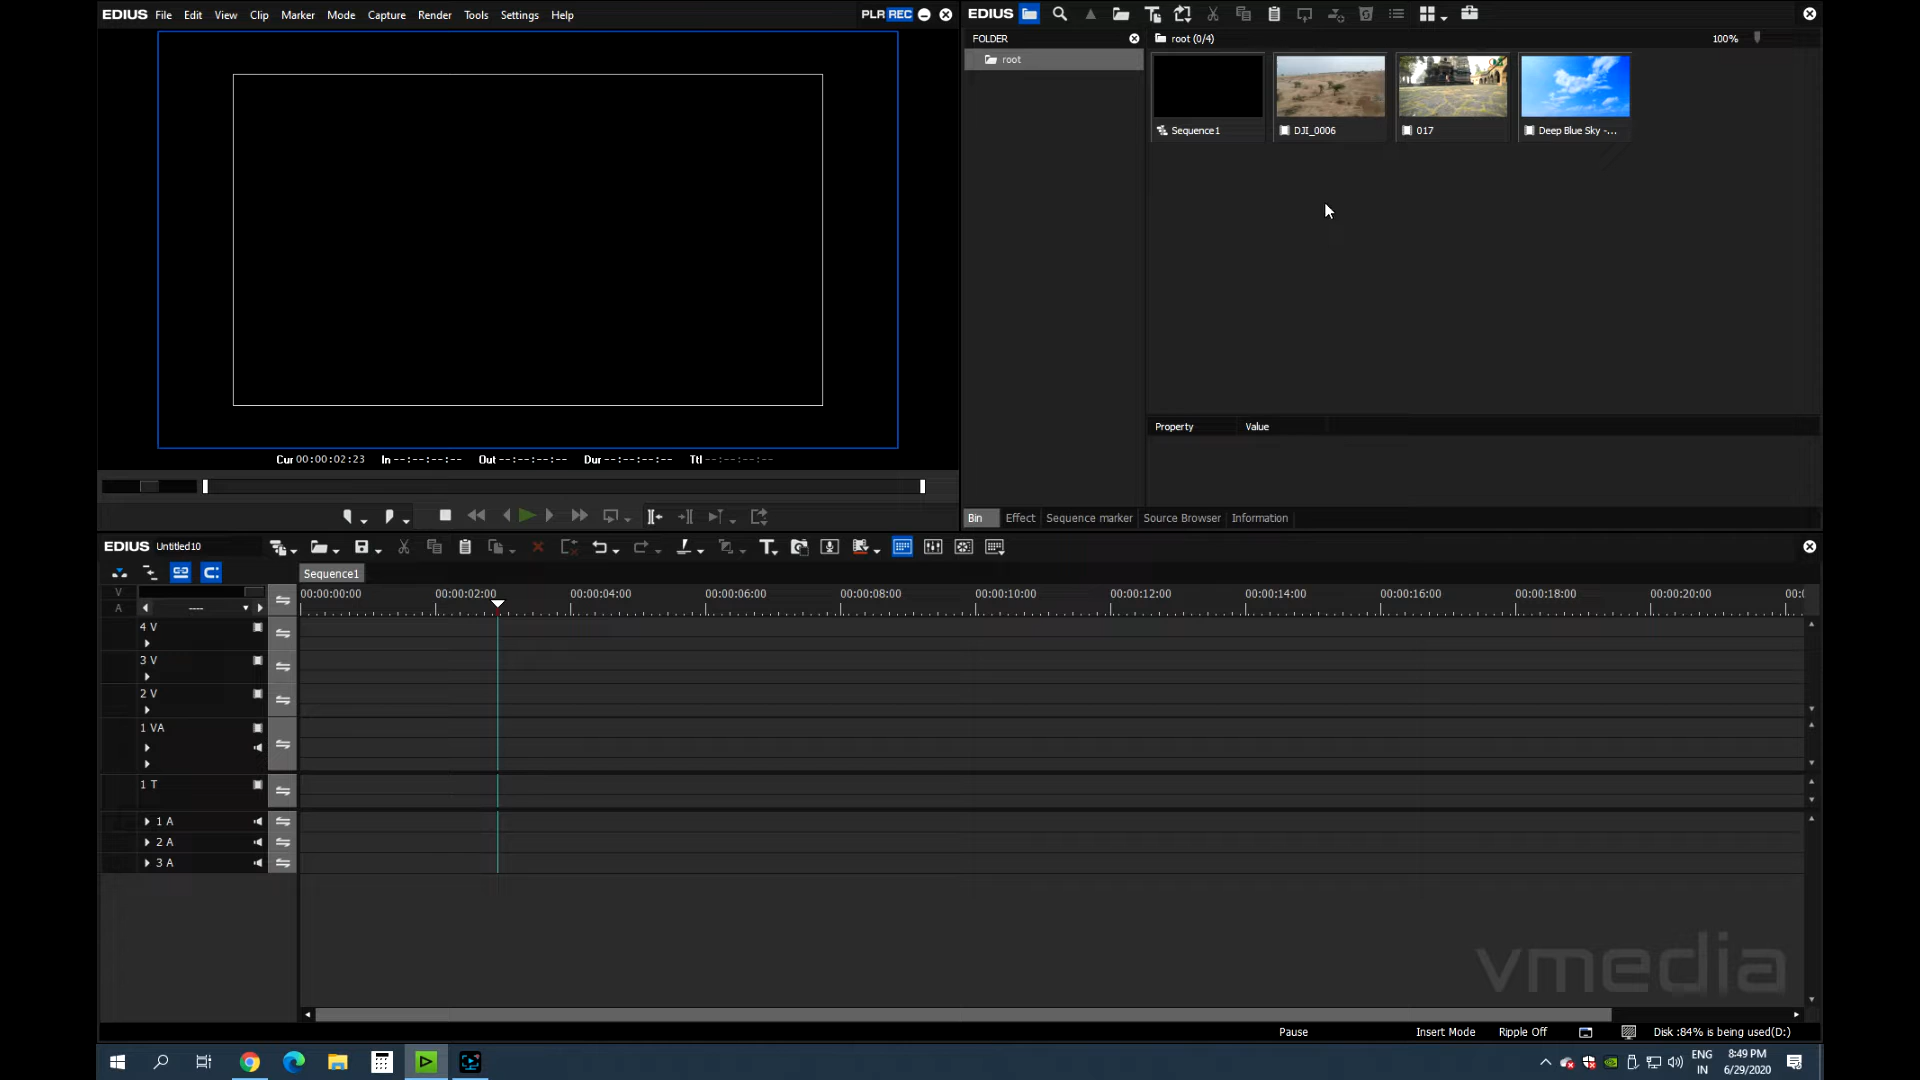 EDIUS File Edit View Clip Marker Mode Capture Render Tools Settings Help PLR REC
EDIUS
FOLDER
root (0/4)
100%
root
Sequence1
DJI_0006
017
Deep Blue Sky -...
Cur 00:00:02:23 In --:--:--:-- Out --:--:--:-- Dur --:--:--:-- Ttl --:--:--:--
Property Value
Bin Effect Sequence marker Source Browser Information
EDIUS Untitled10
Sequence1
V
A ----
00:00:00:00 00:00:02:00 00:00:04:00 00:00:06:00 00:00:08:00 00:00:10:00 00:00:12:00 00:00:14:00 00:00:16:00 00:00:18:00 00:00:20:00 00:0
4 V
3 V
2 V
1 VA
1 T
1 A
2 A
3 A
vmedia
Pause Insert Mode Ripple Off Disk :84% is being used(D:)
ENG
IN
8:49 PM
6/29/2020